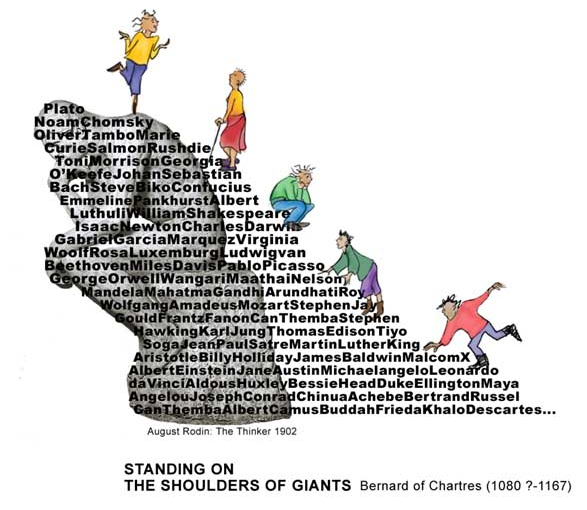 Plato
NoamChomsky
OliverTamboMarie
CurieSalmonRushdie
ToniMorrisonGeorgia
O'KeefeJohanSebastian
BachSteveBikoConfucius
EmmelinePankhurstAlbert
LuthuliWilliamShakespeare
IsaacNewtonCharlesDarwin
GabrielGarciaMarquezVirginia
WoolfRosaLuxemburgLudwigvan
BeethovenMilesDavisPabloPicasso
GeorgeOrwellWangariMaathaiNelson
MandelaMahatmaGandhiArundhatiRoy
WolfgangAmadeusMozartStephenJay
GouldFrantzFanonCanThembaStephen
HawkingKarlJungThomasEdisonTiyo
SogaJeanPaulSatreMartinLutherKing
AristotleBillyHollidayJamesBaldwinMalcomX
AlbertEinsteinJaneAustinMichaelangeloLeonardo
daVinciAldousHuxleyBessieHeadDukeEllingtonMaya
AngelouJosephConradChinuaAchebeBertrandRussel
CanThembaAlbertCamusBuddahFriedaKhaloDescartes...
August Rodin: The Thinker 1902
STANDING ON
THE SHOULDERS OF GIANTS Bernard of Chartres (1080 ?-1167)